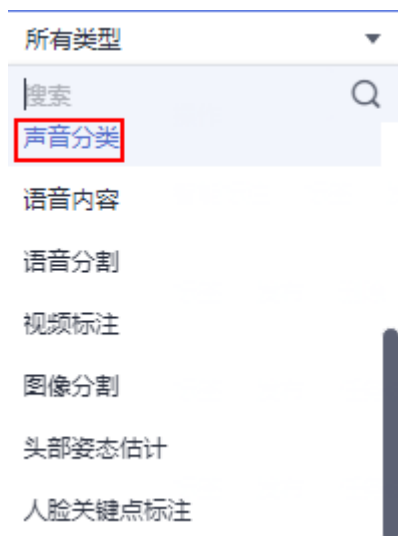 所有类型
搜索
声音分类
语音内容
语音分割
视频标注
图像分割
头部姿态估计
人脸关键点标注